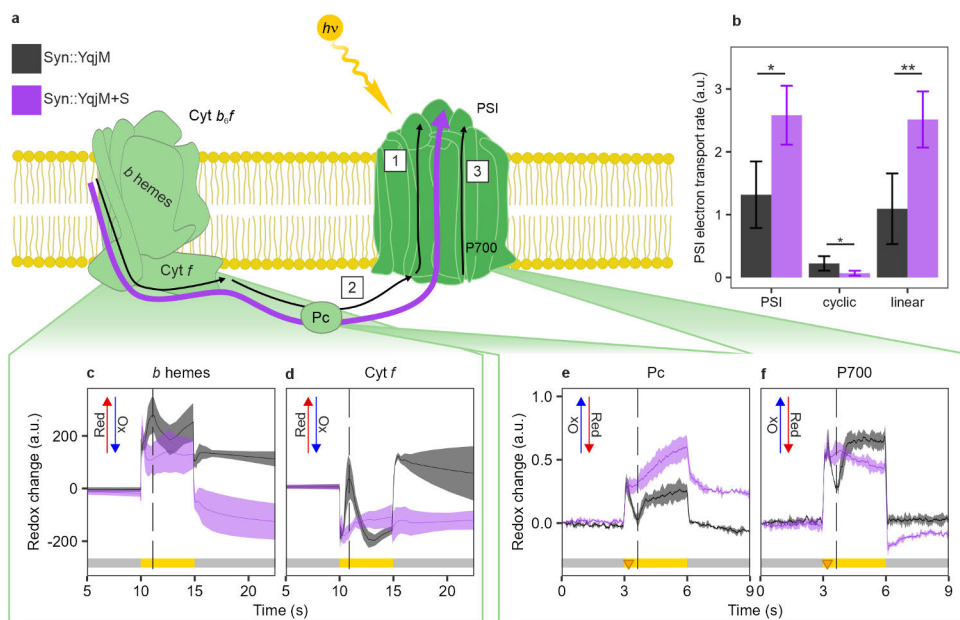 a
Syn::YqjM
Syn::YqjM+S
hν
Cyt b₆f
b hemes
Cyt f
Pc
PSI
P700
1
2
3
b
PSI electron transport rate (a.u.)
3
2
1
0
*
*
**
PSI cyclic linear
c b hemes
Redox change (a.u.)
200
0
-200
Red
Ox
5 10 15 20
d Cyt f
Red
Ox
5 10 15 20
Time (s)
e Pc
Redox change (a.u.)
1.0
0.5
0.0
Ox
Red
0 3 6 9
f P700
Ox
Red
0 3 6 9
Time (s)